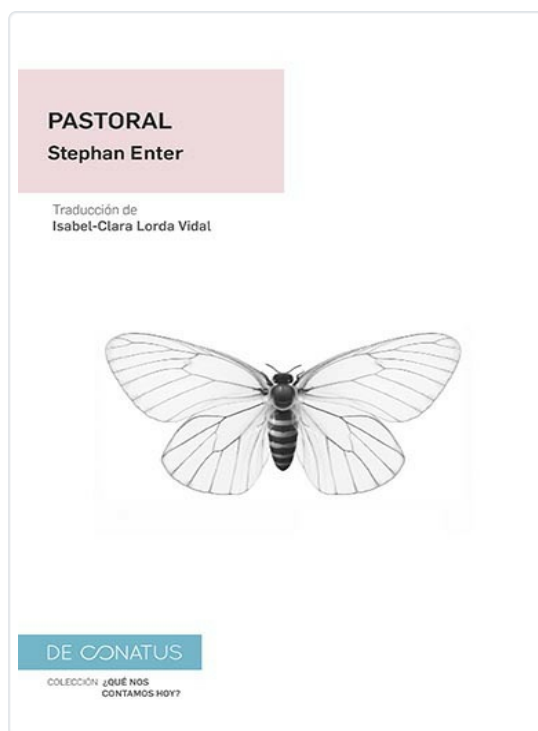 PASTORAL
Stephan Enter
Traducción de
Isabel-Clara Lorda Vidal
DE CONATUS
COLECCIÓN ¿QUÉ NOS
CONTAMOS HOY?